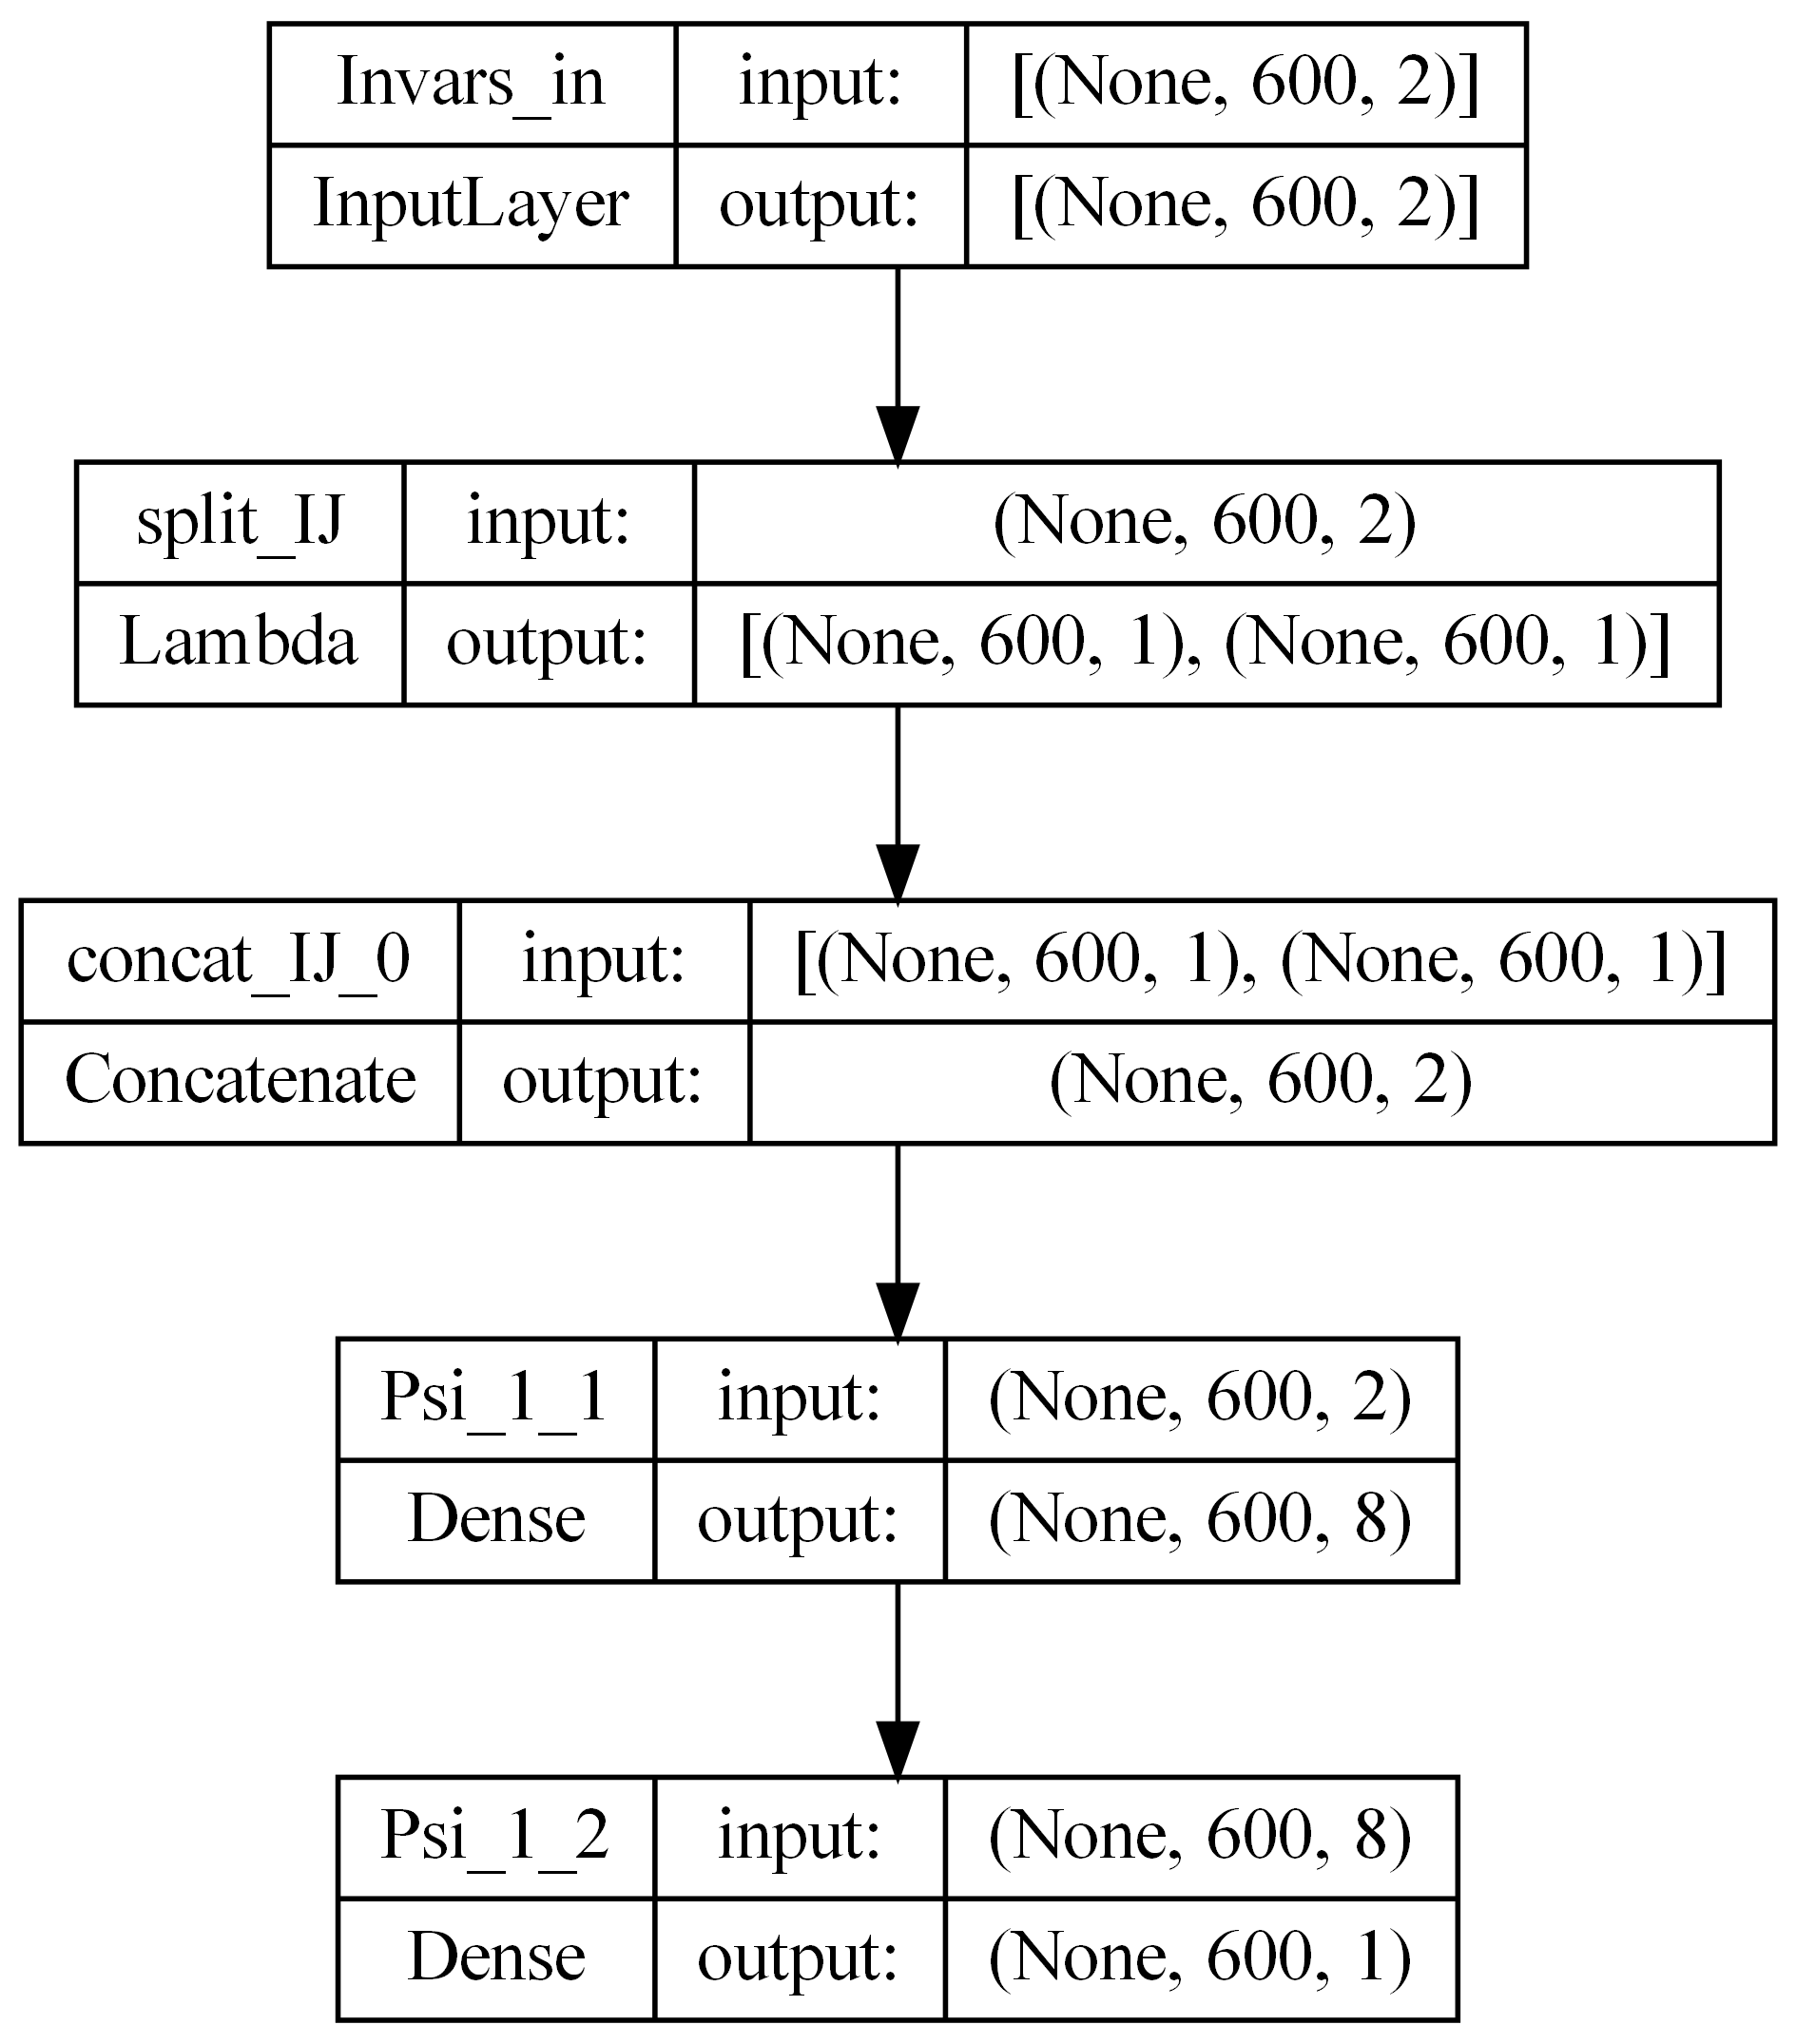 Invars_in input: [(None, 600, 2)]
InputLayer output: [(None, 600, 2)]
split_IJ input: (None, 600, 2)
Lambda output: [(None, 600, 1), (None, 600, 1)]
concat_IJ_0 input: [(None, 600, 1), (None, 600, 1)]
Concatenate output: (None, 600, 2)
Psi_1_1 input: (None, 600, 2)
Dense output: (None, 600, 8)
Psi_1_2 input: (None, 600, 8)
Dense output: (None, 600, 1)